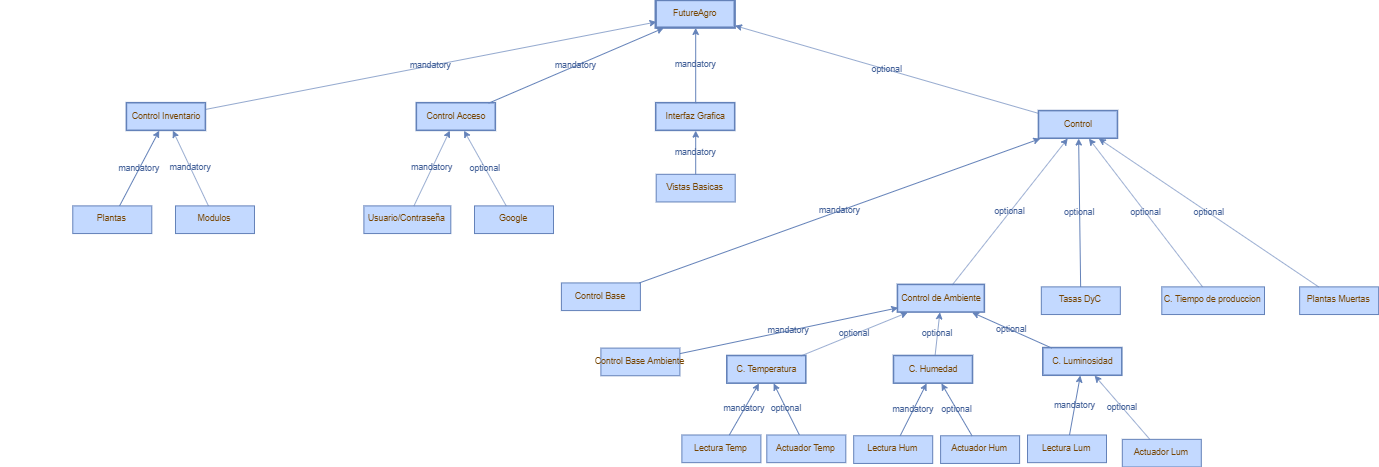 FutureAgro
mandatory
mandatory
mandatory
optional
Control Inventario
Control Acceso
Interfaz Grafica
Control
mandatory
mandatory
mandatory
optional
mandatory
Plantas
Modulos
Usuario/Contraseña
Google
Vistas Basicas
mandatory
optional
optional
optional
optional
Control Base
Control de Ambiente
Tasas DyC
C. Tiempo de produccion
Plantas Muertas
mandatory
optional
optional
optional
Control Base Ambiente
C. Temperatura
C. Humedad
C. Luminosidad
mandatory
optional
mandatory
optional
mandatory
optional
Lectura Temp
Actuador Temp
Lectura Hum
Actuador Hum
Lectura Lum
Actuador Lum